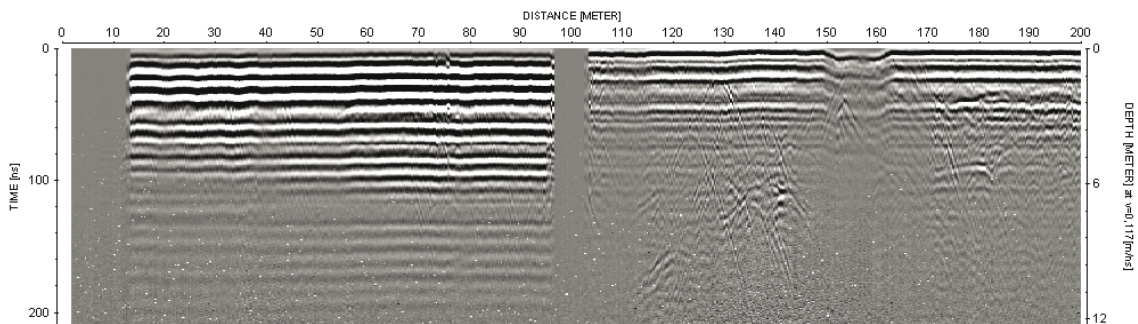 DISTANCE [METER]
0 10 20 30 40 50 60 70 80 90 100 110 120 130 140 150 160 170 180 190 200
TIME [ns]
0
100
200
DEPTH [METER] at v=0,117[m/ns]
0
6
12